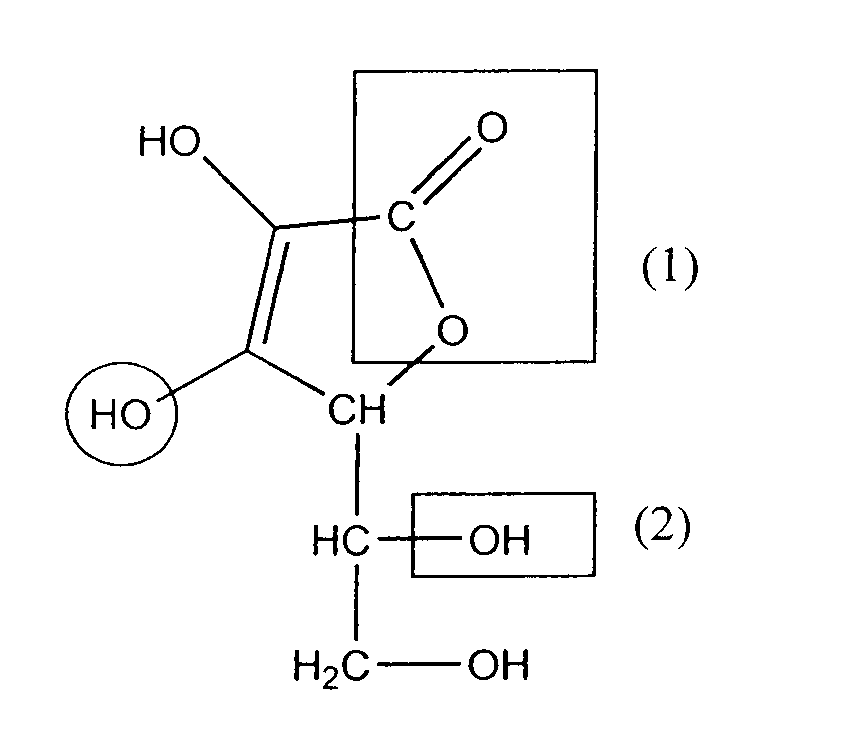 O
HO
C
(1)
O
HO
CH
HC OH (2)
H₂C OH